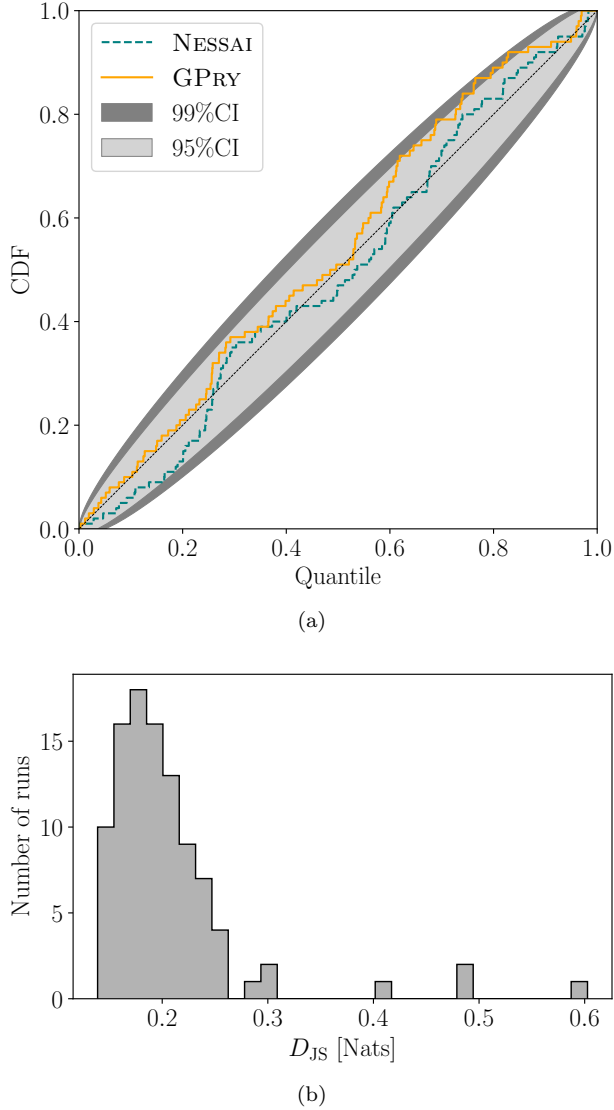 1.0
0.8
0.6
0.4
0.2
0.0
CDF
NESSAI
GPRY
99%CI
95%CI
0.0 0.2 0.4 0.6 0.8 1.0
Quantile
(a)
15
10
5
0
Number of runs
0.2 0.3 0.4 0.5 0.6
D_JS [Nats]
(b)